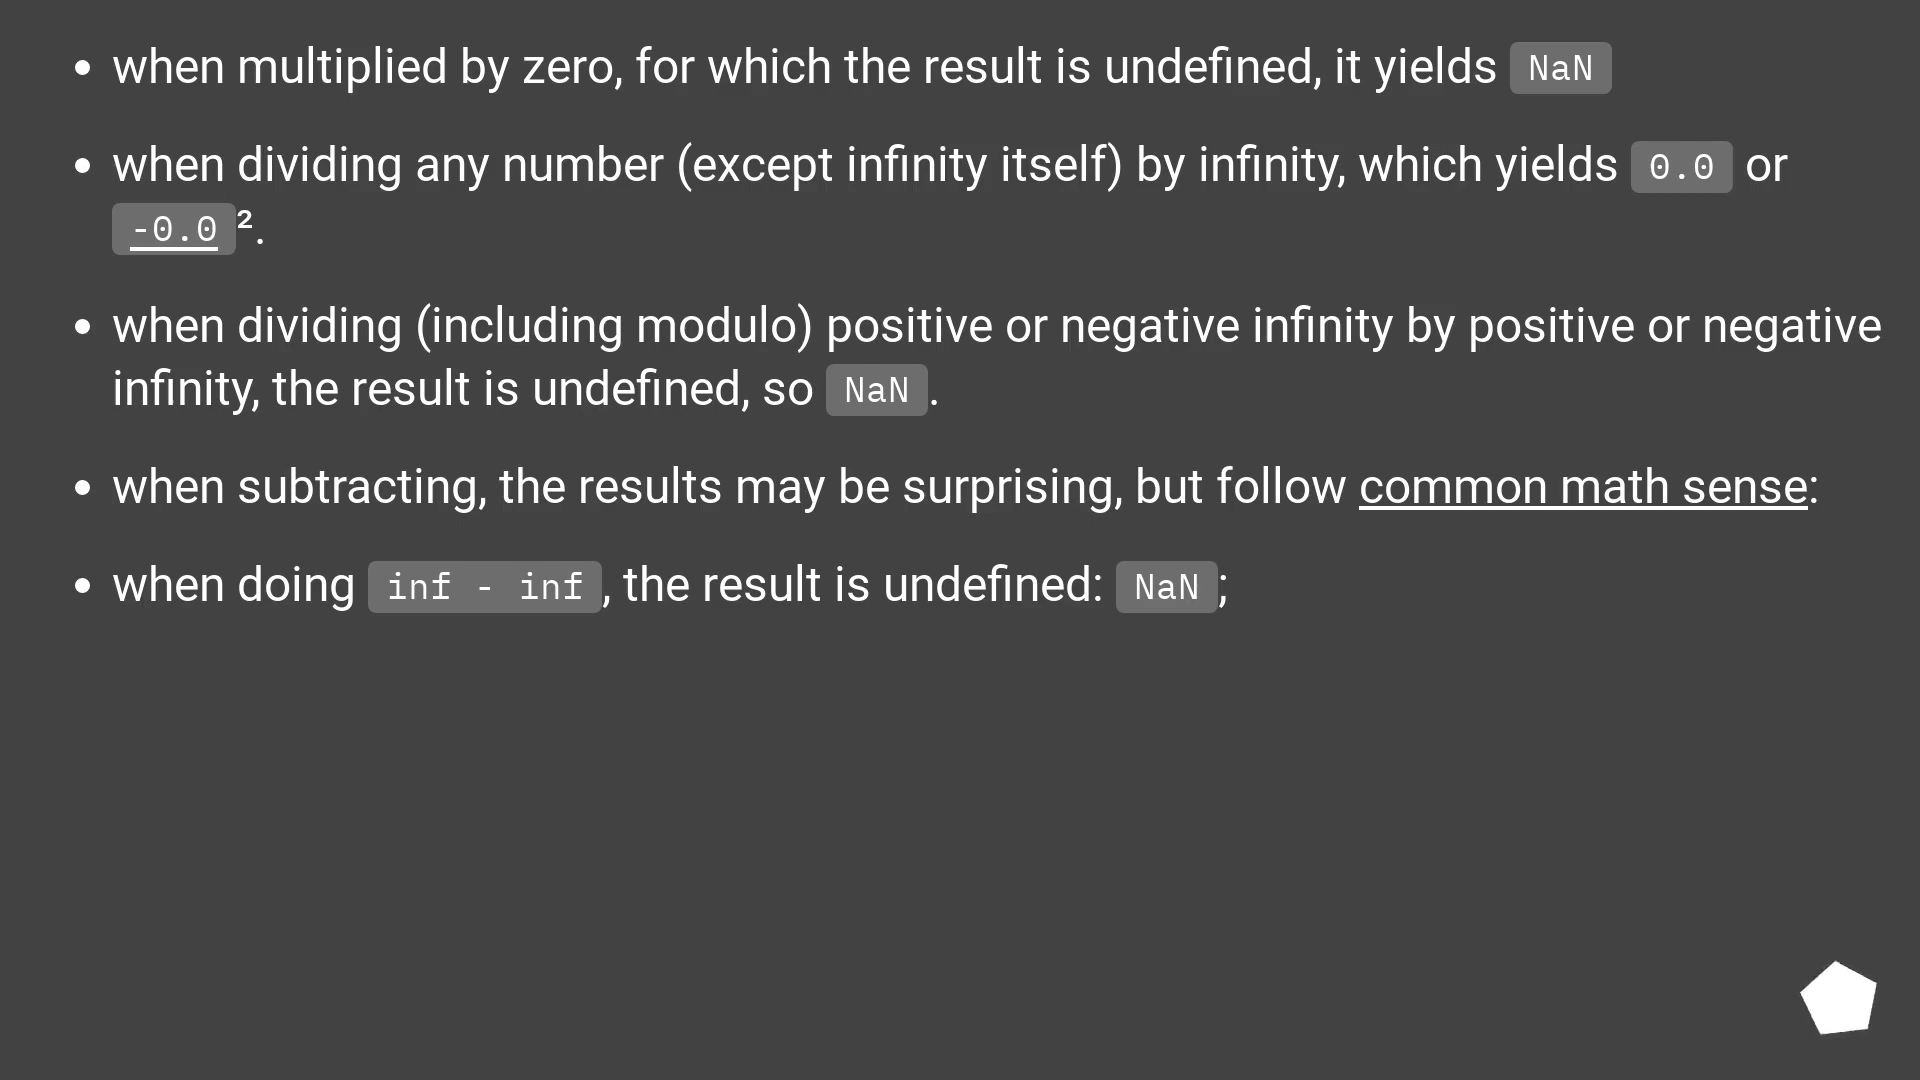 • when multiplied by zero, for which the result is undefined, it yields NaN
• when dividing any number (except infinity itself) by infinity, which yields 0.0 or
-0.0².
• when dividing (including modulo) positive or negative infinity by positive or negative
infinity, the result is undefined, so NaN.
• when subtracting, the results may be surprising, but follow common math sense:
• when doing inf - inf, the result is undefined: NaN;